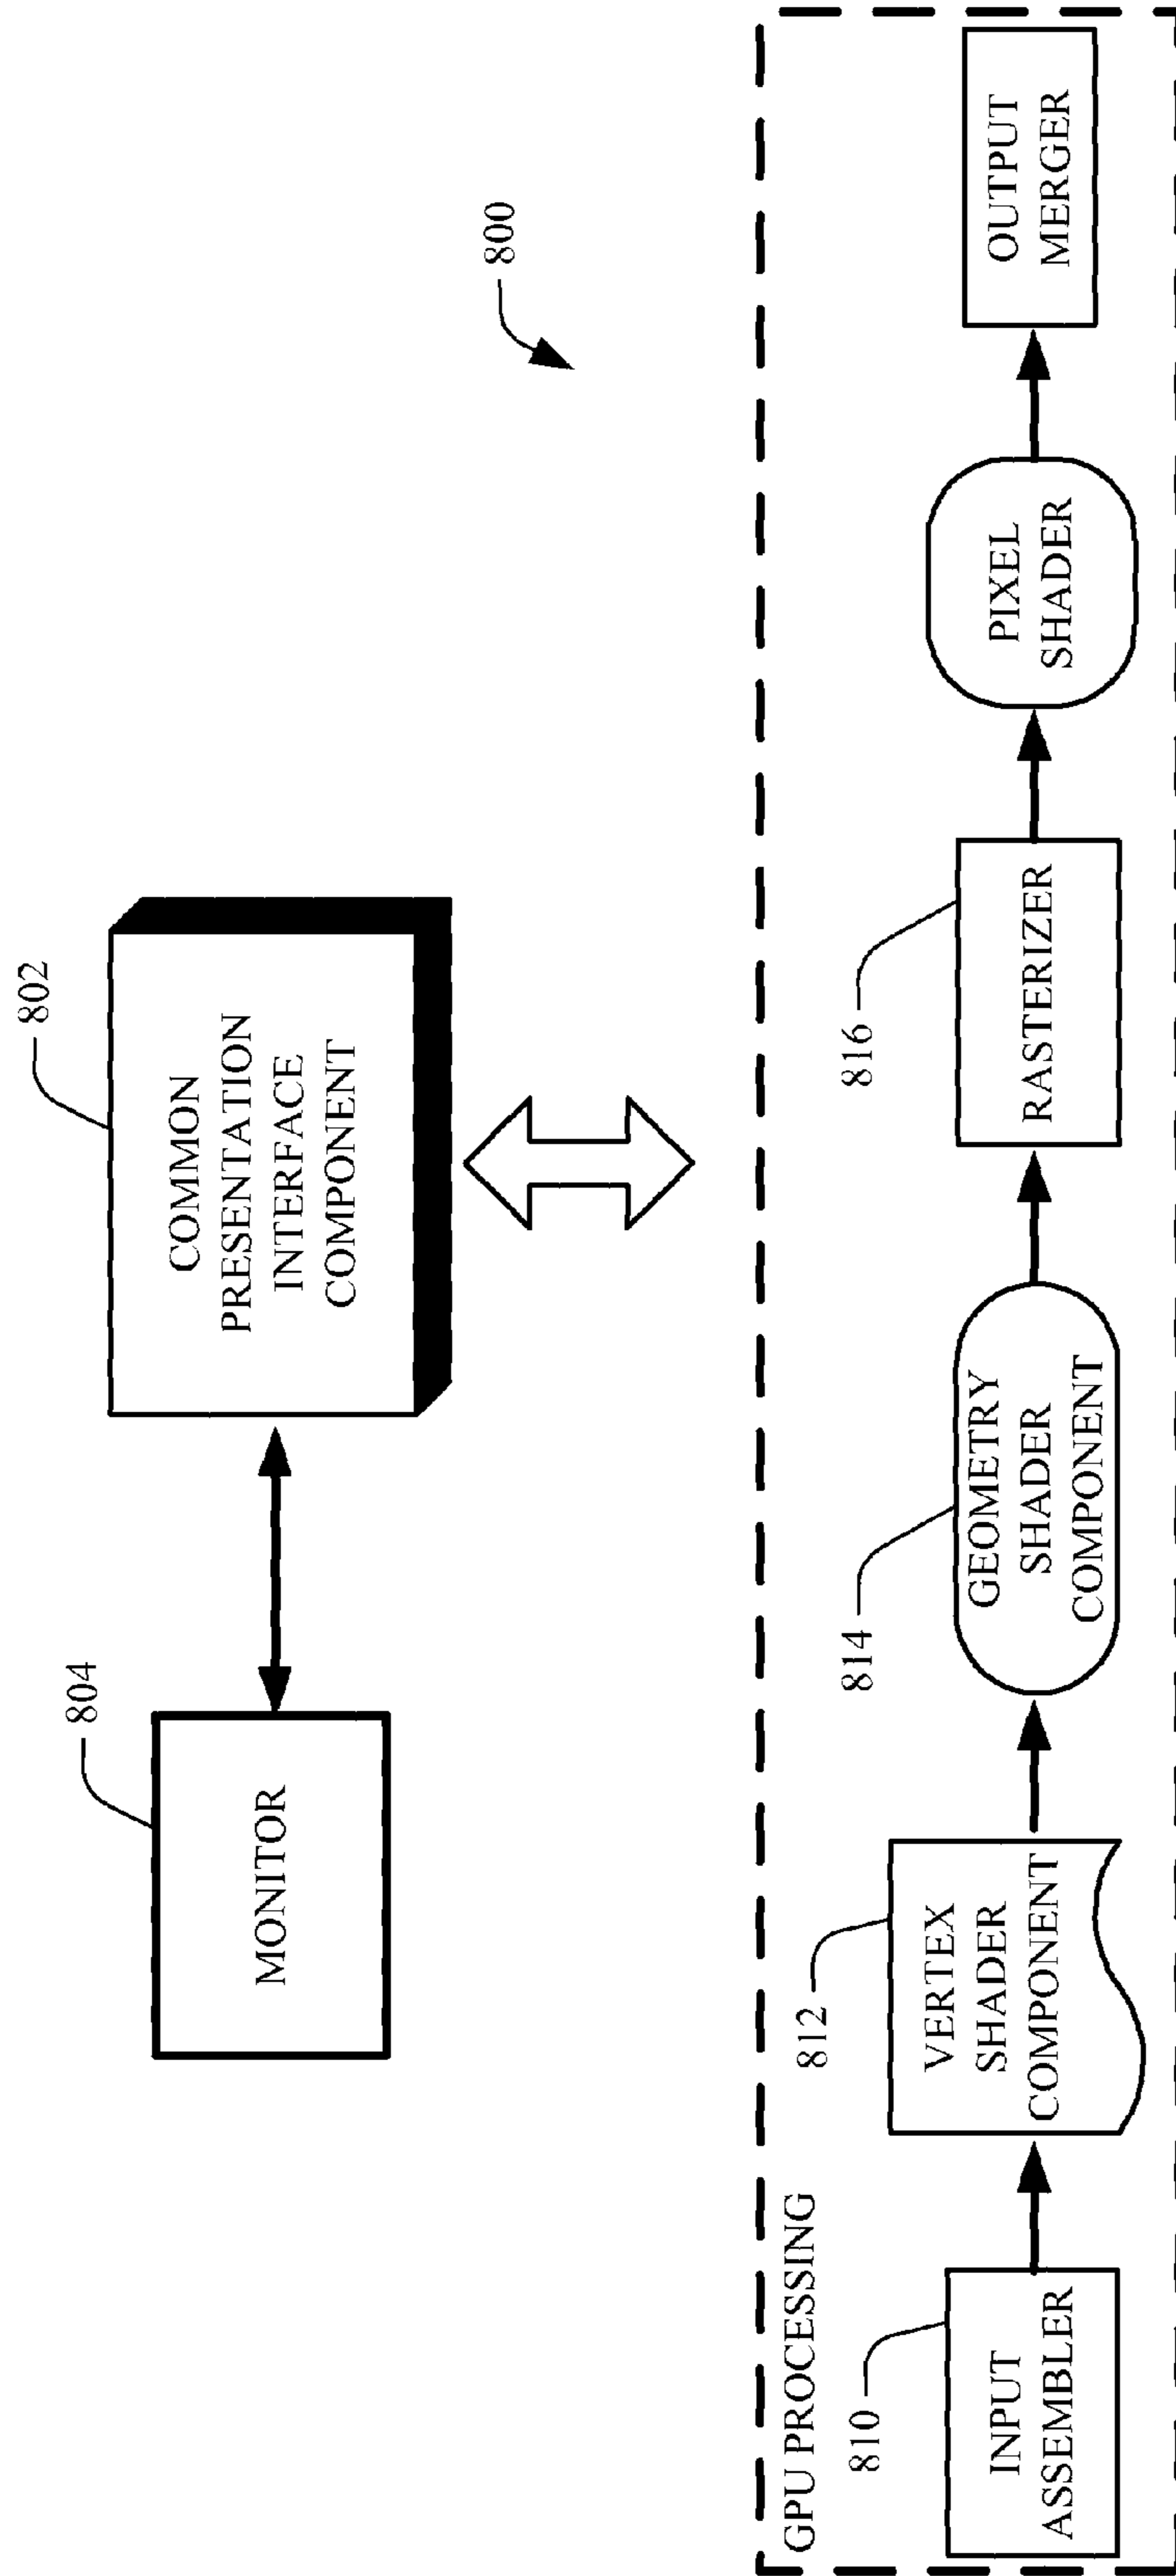 802
804
COMMON
PRESENTATION
INTERFACE
COMPONENT
MONITOR
800
GPU PROCESSING
810
INPUT
ASSEMBLER
812
VERTEX
SHADER
COMPONENT
814
GEOMETRY
SHADER
COMPONENT
816
RASTERIZER
PIXEL
SHADER
OUTPUT
MERGER